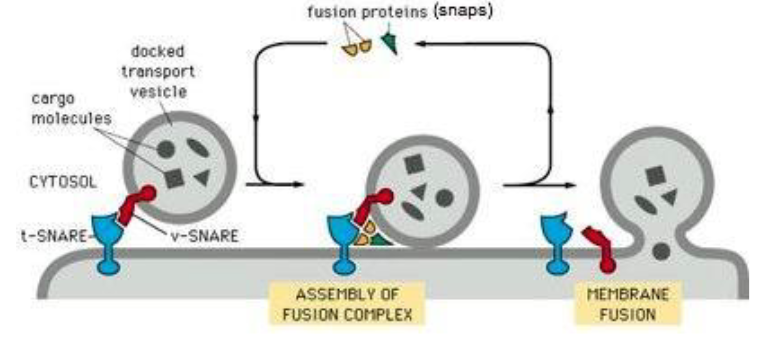 fusion proteins (snaps)
docked
transport
vesicle
cargo
molecules
CYTOSOL
t-SNARE
v-SNARE
ASSEMBLY OF
FUSION COMPLEX
MEMBRANE
FUSION